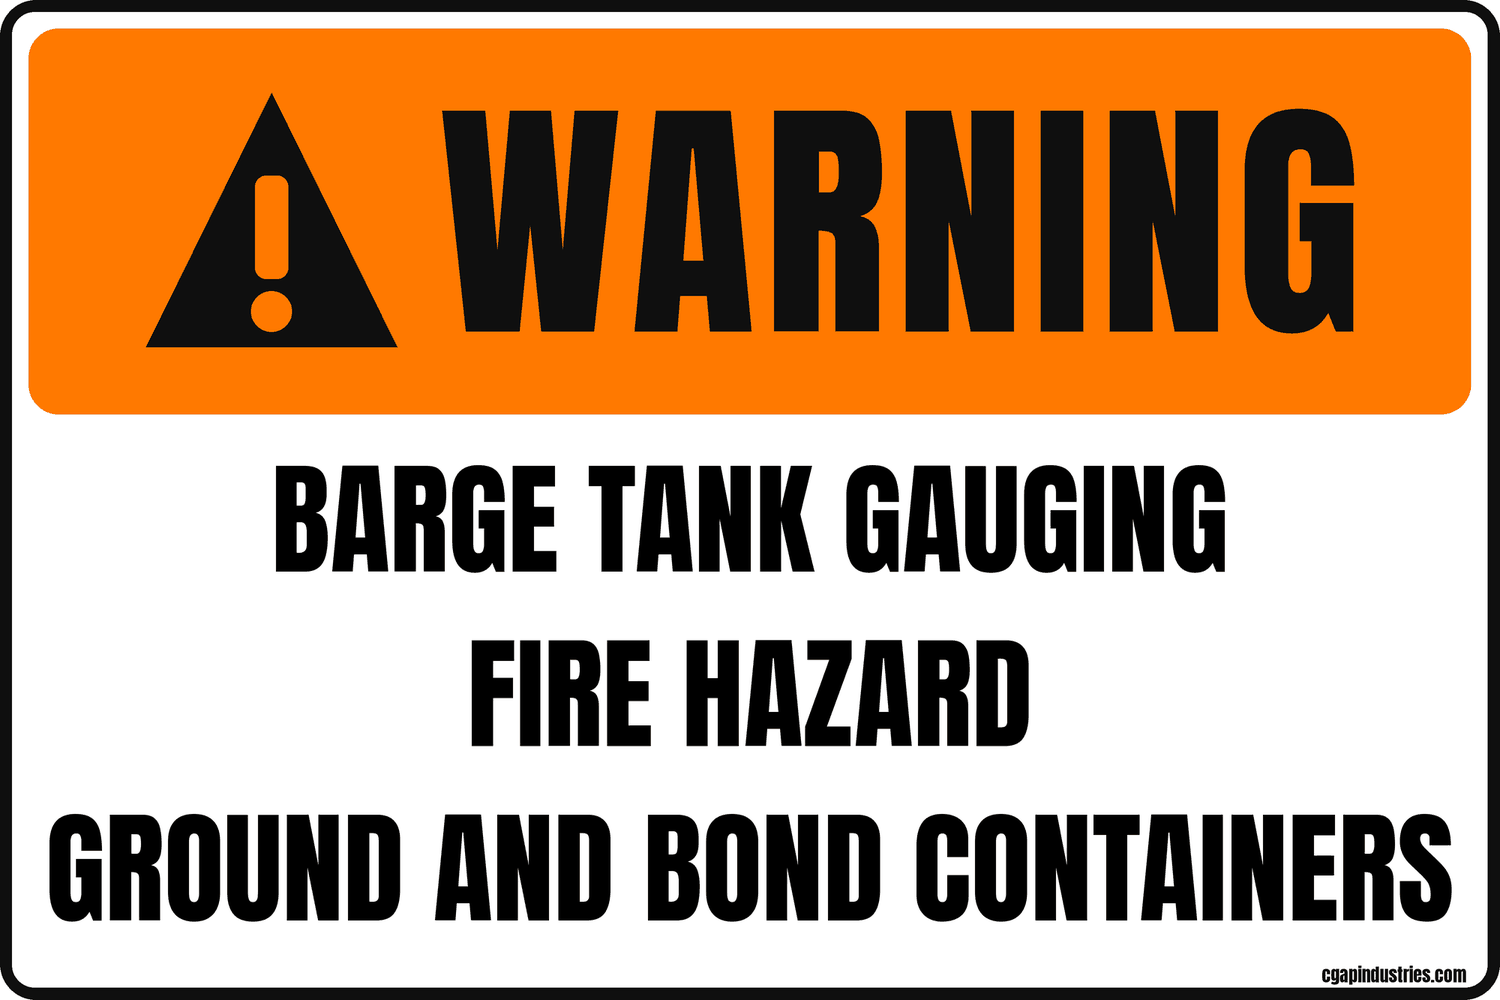 WARNING
BARGE TANK GAUGING
FIRE HAZARD
GROUND AND BOND CONTAINERS
cgapindustries.com